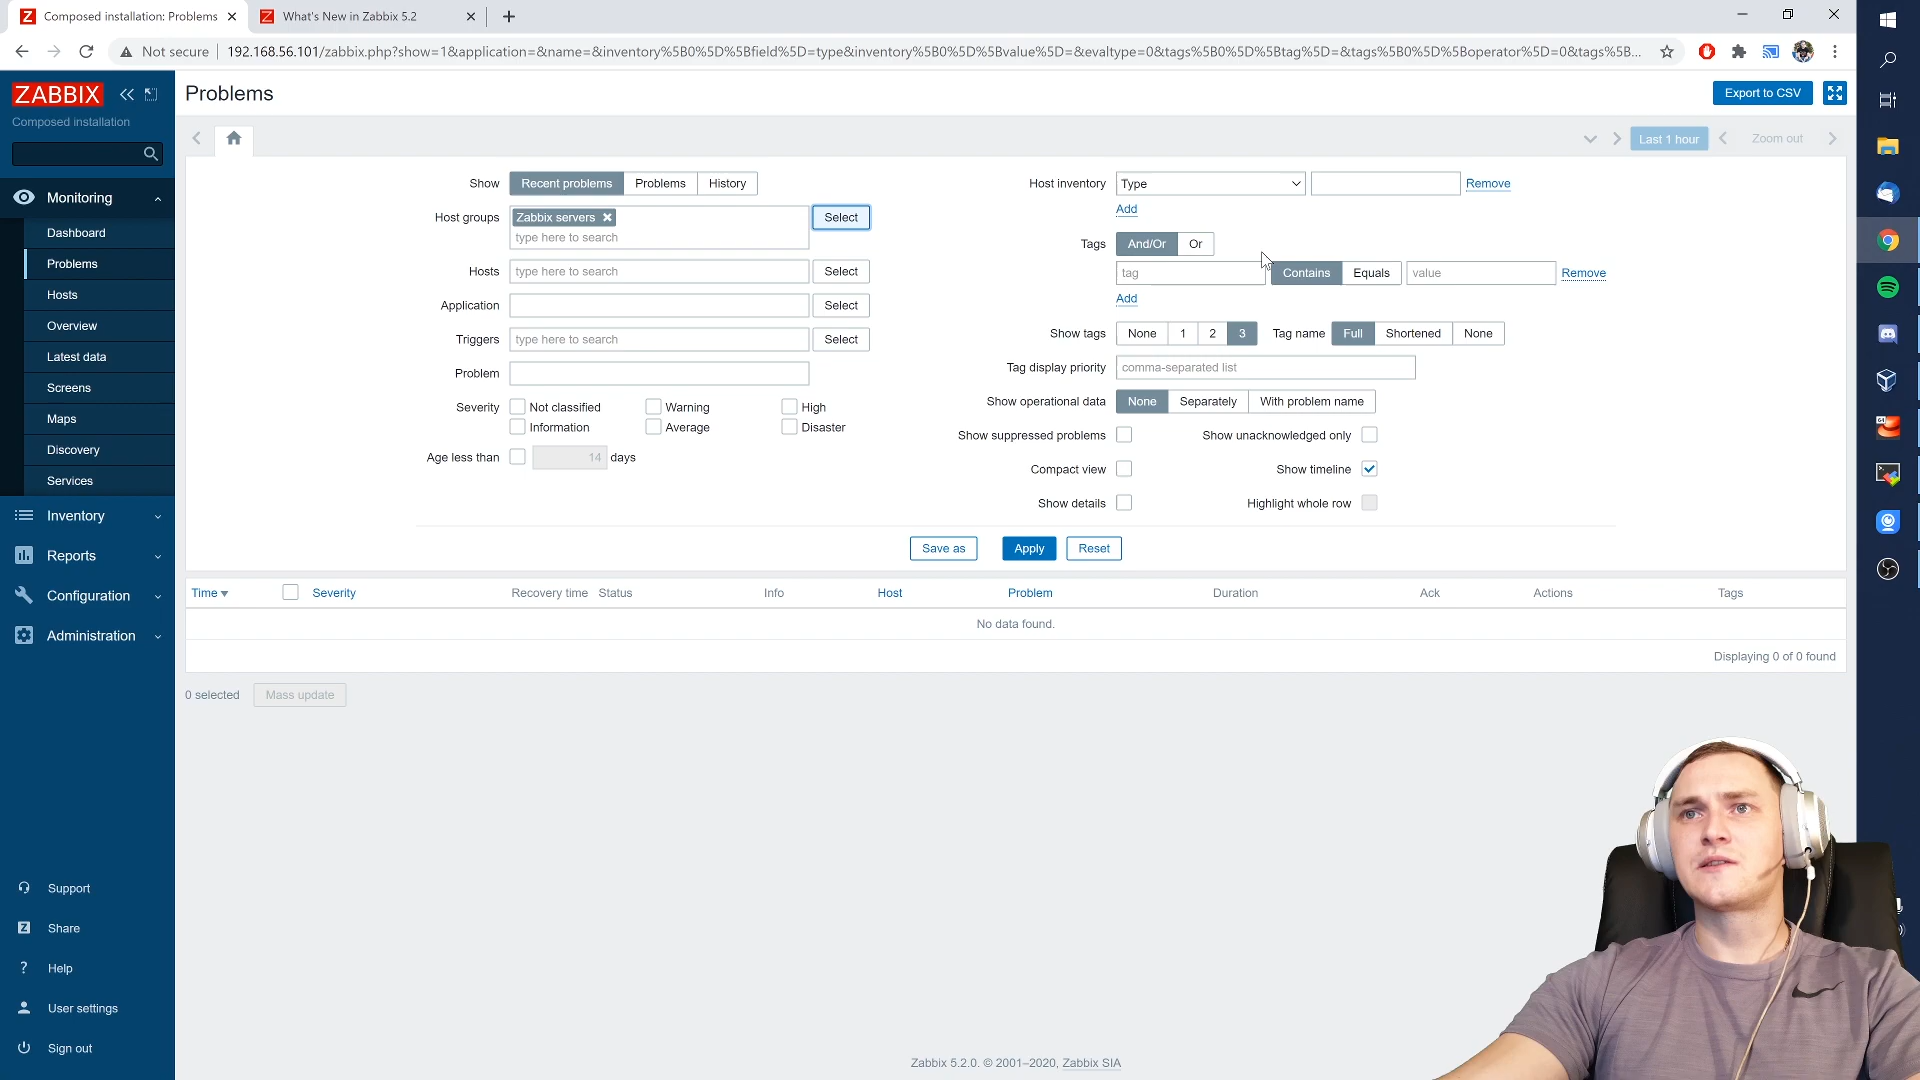 Composed installation: Problems
What's New in Zabbix 5.2
Not secure
192.168.56.101/zabbix.php?show=1&application=&name=&inventory%5B0%5D%5Bfield%5D=type&inventory%5B0%5D%5Bvalue%5D=&evaltype=0&tags%5B0%5D%5Btag%5D=&tags%5B0%5D%5Boperator%5D=0&tags%5B...
ZABBIX
Composed installation
Monitoring
Dashboard
Problems
Hosts
Overview
Latest data
Screens
Maps
Discovery
Services
Inventory
Reports
Configuration
Administration
Support
Share
Help
User settings
Sign out
Problems
Export to CSV
Last 1 hour
Zoom out
Show Recent problems Problems History
Host groups Zabbix servers Select
type here to search
Hosts type here to search Select
Application Select
Triggers type here to search Select
Problem
Severity Not classified Warning High
Information Average Disaster
Age less than 14 days
Host inventory Type Remove
Add
Tags And/Or Or
tag Contains Equals value Remove
Add
Show tags None 1 2 3 Tag name Full Shortened None
Tag display priority comma-separated list
Show operational data None Separately With problem name
Show suppressed problems Show unacknowledged only
Compact view Show timeline
Show details Highlight whole row
Save as Apply Reset
Time Severity Recovery time Status Info Host Problem Duration Ack Actions Tags
No data found.
Displaying 0 of 0 found
0 selected Mass update
Zabbix 5.2.0. © 2001–2020, Zabbix SIA